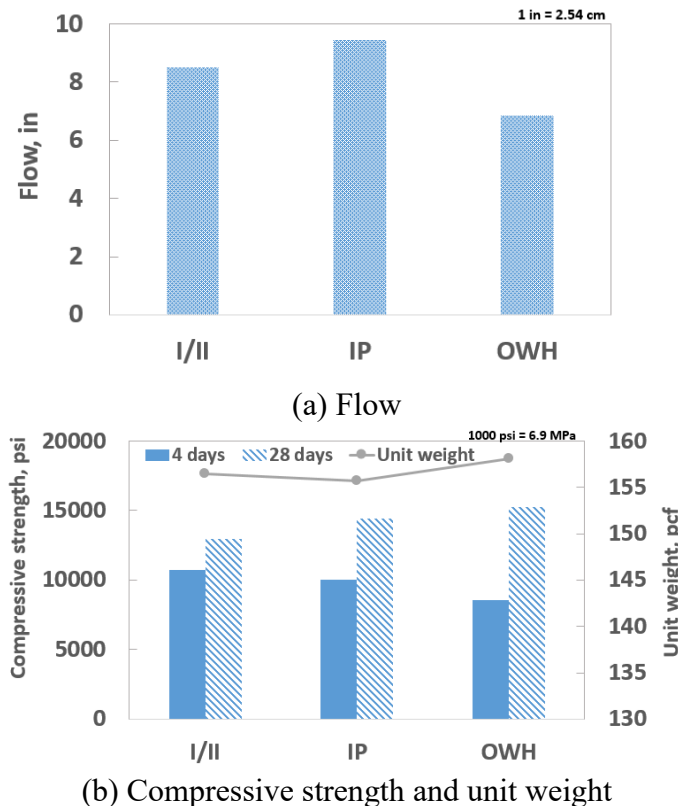 1 in = 2.54 cm
Flow, in
10
8
6
4
2
0
I/II IP OWH
(a) Flow
1000 psi = 6.9 MPa
4 days 28 days Unit weight
Compressive strength, psi
20000
15000
10000
5000
0
Unit weight, pcf
160
155
150
145
140
135
130
I/II IP OWH
(b) Compressive strength and unit weight